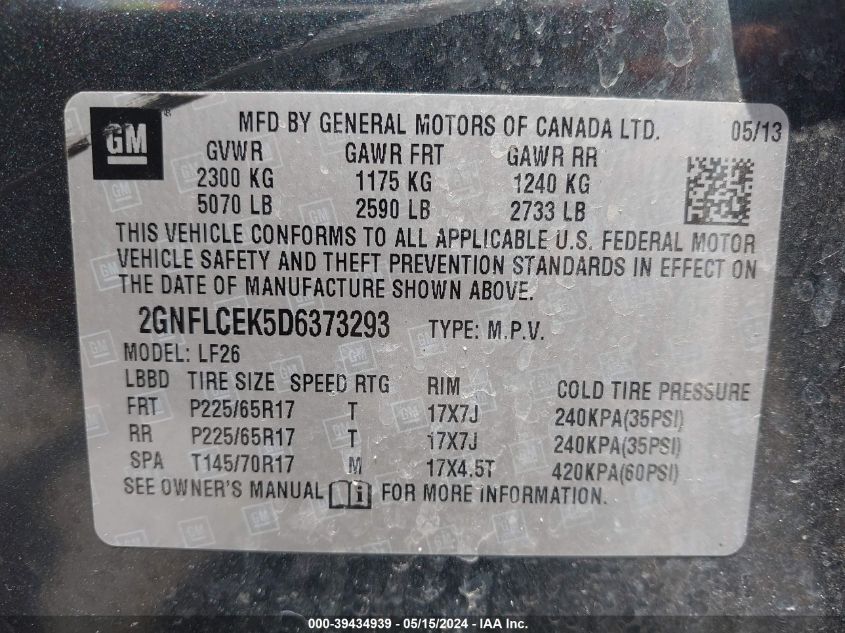 GM
MFD BY GENERAL MOTORS OF CANADA LTD. 05/13
GVWR GAWR FRT GAWR RR
2300 KG 1175 KG 1240 KG
5070 LB 2590 LB 2733 LB
THIS VEHICLE CONFORMS TO ALL APPLICABLE U.S. FEDERAL MOTOR
VEHICLE SAFETY AND THEFT PREVENTION STANDARDS IN EFFECT ON
THE DATE OF MANUFACTURE SHOWN ABOVE.
2GNFLCEK5D6373293 TYPE: M.P.V.
MODEL: LF26
LBBD TIRE SIZE SPEED RTG RIM COLD TIRE PRESSURE
FRT P225/65R17 T 17X7J 240KPA(35PSI)
RR P225/65R17 T 17X7J 240KPA(35PSI)
SPA T145/70R17 M 17X4.5T 420KPA(60PSI)
SEE OWNER'S MANUAL i FOR MORE INFORMATION.
000-39434939 - 05/15/2024 - IAA Inc.